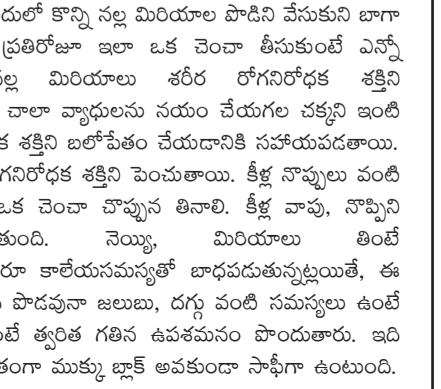 దులో కొన్ని నల్ల మిరియాల పొడిని వేసుకుని బాగా
ప్రతిరోజూ ఇలా ఒక చెంచా తీసుకుంటే ఎన్నో
ల్ల మిరియాలు శరీర రోగనిరోధక శక్తిని
చాలా వ్యాధులను నయం చేయగల చక్కని ఇంటి
క శక్తిని బలోపేతం చేయడానికి సహాయపడతాయి.
గనిరోధక శక్తిని పెంచుతాయి. కీళ్ల నొప్పులు వంటి
ఒక చెంచా చొప్పున తినాలి. కీళ్ల వాపు, నొప్పిని
తుంది. నెయ్యి, మిరియాలు తింటే
రూ కాలేయసమస్యతో బాధపడుతున్నట్లయితే, ఈ
పొడవునా జలుబు, దగ్గు వంటి సమస్యలు ఉంటే
ంటే త్వరిత గతిన ఉపశమనం పొందుతారు. ఇది
తంగా ముక్కు బ్లాక్ అవకుండా సాఫీగా ఉంటుంది.